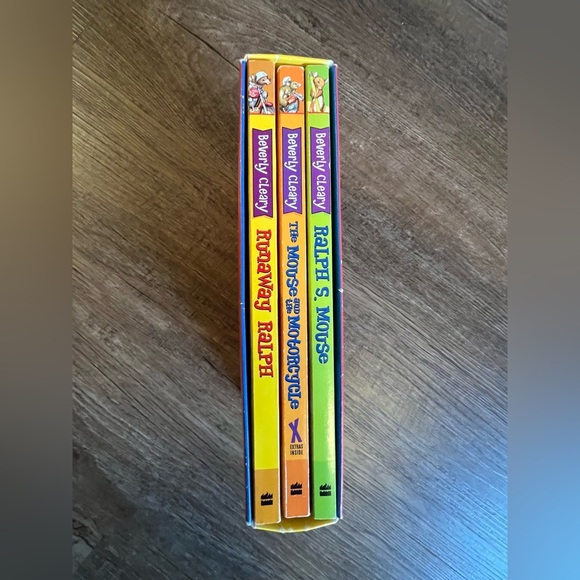 Beverly Cleary
Runaway Ralph
Beverly Cleary
The Mouse and the Motorcycle
X
EXTRAS
INSIDE
Beverly Cleary
Ralph S. Mouse